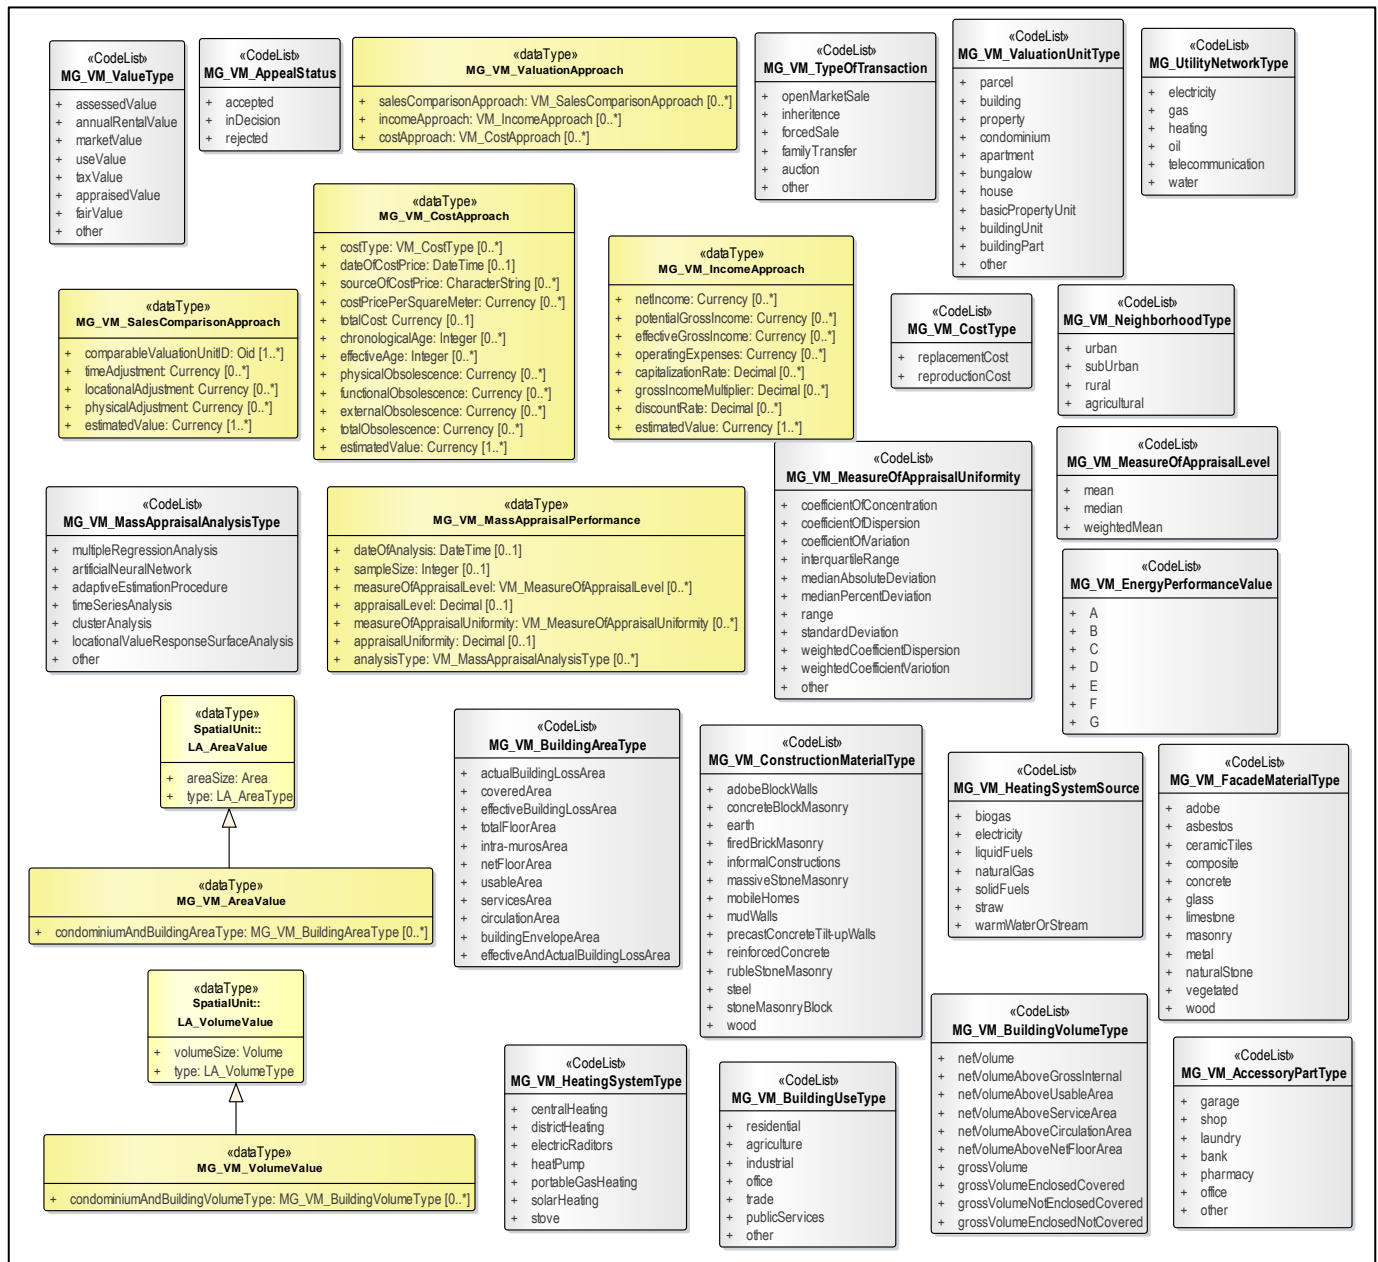 «CodeList»
MG_VM_ValueType
+ assessedValue
+ annualRentalValue
+ marketValue
+ useValue
+ taxValue
+ appraisedValue
+ fairValue
+ other
«CodeList»
MG_VM_AppealStatus
+ accepted
+ inDecision
+ rejected
«dataType»
MG_VM_ValuationApproach
+ salesComparisonApproach: VM_SalesComparisonApproach [0..*]
+ incomeApproach: VM_IncomeApproach [0..*]
+ costApproach: VM_CostApproach [0..*]
«CodeList»
MG_VM_TypeOfTransaction
+ openMarketSale
+ inheritence
+ forcedSale
+ familyTransfer
+ auction
+ other
«CodeList»
MG_VM_ValuationUnitType
+ parcel
+ building
+ property
+ condominium
+ apartment
+ bungalow
+ house
+ basicPropertyUnit
+ buildingUnit
+ buildingPart
+ other
«CodeList»
MG_UtilityNetworkType
+ electricity
+ gas
+ heating
+ oil
+ telecommunication
+ water
«dataType»
MG_VM_SalesComparisonApproach
+ comparableValuationUnitID: Oid [1..*]
+ timeAdjustment: Currency [0..*]
+ locationalAdjustment: Currency [0..*]
+ physicalAdjustment: Currency [0..*]
+ estimatedValue: Currency [1..*]
«dataType»
MG_VM_CostApproach
+ costType: VM_CostType [0..*]
+ dateOfCostPrice: DateTime [0..1]
+ sourceOfCostPrice: CharacterString [0..*]
+ costPricePerSquareMeter: Currency [0..*]
+ totalCost: Currency [0..1]
+ chronologicalAge: Integer [0..*]
+ effectiveAge: Integer [0..*]
+ physicalObsolescence: Currency [0..*]
+ functionalObsolescence: Currency [0..*]
+ externalObsolescence: Currency [0..*]
+ totalObsolescence: Currency [0..*]
+ estimatedValue: Currency [1..*]
«dataType»
MG_VM_IncomeApproach
+ netIncome: Currency [0..*]
+ potentialGrossIncome: Currency [0..*]
+ effectiveGrossIncome: Currency [0..*]
+ operatingExpenses: Currency [0..*]
+ capitalizationRate: Decimal [0..*]
+ grossIncomeMultiplier: Decimal [0..*]
+ discountRate: Decimal [0..*]
+ estimatedValue: Currency [1..*]
«CodeList»
MG_VM_CostType
+ replacementCost
+ reproductionCost
«CodeList»
MG_VM_NeighborhoodType
+ urban
+ subUrban
+ rural
+ agricultural
«CodeList»
MG_VM_MassAppraisalAnalysisType
+ multipleRegressionAnalysis
+ artificialNeuralNetwork
+ adaptiveEstimationProcedure
+ timeSeriesAnalysis
+ clusterAnalysis
+ locationalValueResponseSurfaceAnalysis
+ other
«dataType»
MG_VM_MassAppraisalPerformance
+ dateOfAnalysis: DateTime [0..1]
+ sampleSize: Integer [0..1]
+ measureOfAppraisalLevel: VM_MeasureOfAppraisalLevel [0..*]
+ appraisalLevel: Decimal [0..1]
+ measureOfAppraisalUniformity: VM_MeasureOfAppraisalUniformity [0..*]
+ appraisalUniformity: Decimal [0..1]
+ analysisType: VM_MassAppraisalAnalysisType [0..*]
«CodeList»
MG_VM_MeasureOfAppraisalUniformity
+ coefficientOfConcentration
+ coefficientOfDispersion
+ coefficientOfVariation
+ interquartileRange
+ medianAbsoluteDeviation
+ medianPercentDeviation
+ range
+ standardDeviation
+ weightedCoefficientDispersion
+ weightedCoefficientVariotion
+ other
«CodeList»
MG_VM_MeasureOfAppraisalLevel
+ mean
+ median
+ weightedMean
«CodeList»
MG_VM_EnergyPerformanceValue
+ A
+ B
+ C
+ D
+ E
+ F
+ G
«dataType»
SpatialUnit::
LA_AreaValue
+ areaSize: Area
+ type: LA_AreaType
«dataType»
MG_VM_AreaValue
+ condominiumAndBuildingAreaType: MG_VM_BuildingAreaType [0..*]
«dataType»
SpatialUnit::
LA_VolumeValue
+ volumeSize: Volume
+ type: LA_VolumeType
«dataType»
MG_VM_VolumeValue
+ condominiumAndBuildingVolumeType: MG_VM_BuildingVolumeType [0..*]
«CodeList»
MG_VM_BuildingAreaType
+ actualBuildingLossArea
+ coveredArea
+ effectiveBuildingLossArea
+ totalFloorArea
+ intra-murosArea
+ netFloorArea
+ usableArea
+ servicesArea
+ circulationArea
+ buildingEnvelopeArea
+ effectiveAndActualBuildingLossArea
«CodeList»
MG_VM_ConstructionMaterialType
+ adobeBlockWalls
+ concreteBlockMasonry
+ earth
+ firedBrickMasonry
+ informalConstructions
+ massiveStoneMasonry
+ mobileHomes
+ mudWalls
+ precastConcreteTilt-upWalls
+ reinforcedConcrete
+ rubleStoneMasonry
+ steel
+ stoneMasonryBlock
+ wood
«CodeList»
MG_VM_HeatingSystemSource
+ biogas
+ electricity
+ liquidFuels
+ naturalGas
+ solidFuels
+ straw
+ warmWaterOrStream
«CodeList»
MG_VM_FacadeMaterialType
+ adobe
+ asbestos
+ ceramicTiles
+ composite
+ concrete
+ glass
+ limestone
+ masonry
+ metal
+ naturalStone
+ vegetated
+ wood
«CodeList»
MG_VM_HeatingSystemType
+ centralHeating
+ districtHeating
+ electricRaditors
+ heatPump
+ portableGasHeating
+ solarHeating
+ stove
«CodeList»
MG_VM_BuildingUseType
+ residential
+ agriculture
+ industrial
+ office
+ trade
+ publicServices
+ other
«CodeList»
MG_VM_BuildingVolumeType
+ netVolume
+ netVolumeAboveGrossInternal
+ netVolumeAboveUsableArea
+ netVolumeAboveServiceArea
+ netVolumeAboveCirculationArea
+ netVolumeAboveNetFloorArea
+ grossVolume
+ grossVolumeEnclosedCovered
+ grossVolumeNotEnclosedCovered
+ grossVolumeEnclosedNotCovered
«CodeList»
MG_VM_AccessoryPartType
+ garage
+ shop
+ laundry
+ bank
+ pharmacy
+ office
+ other